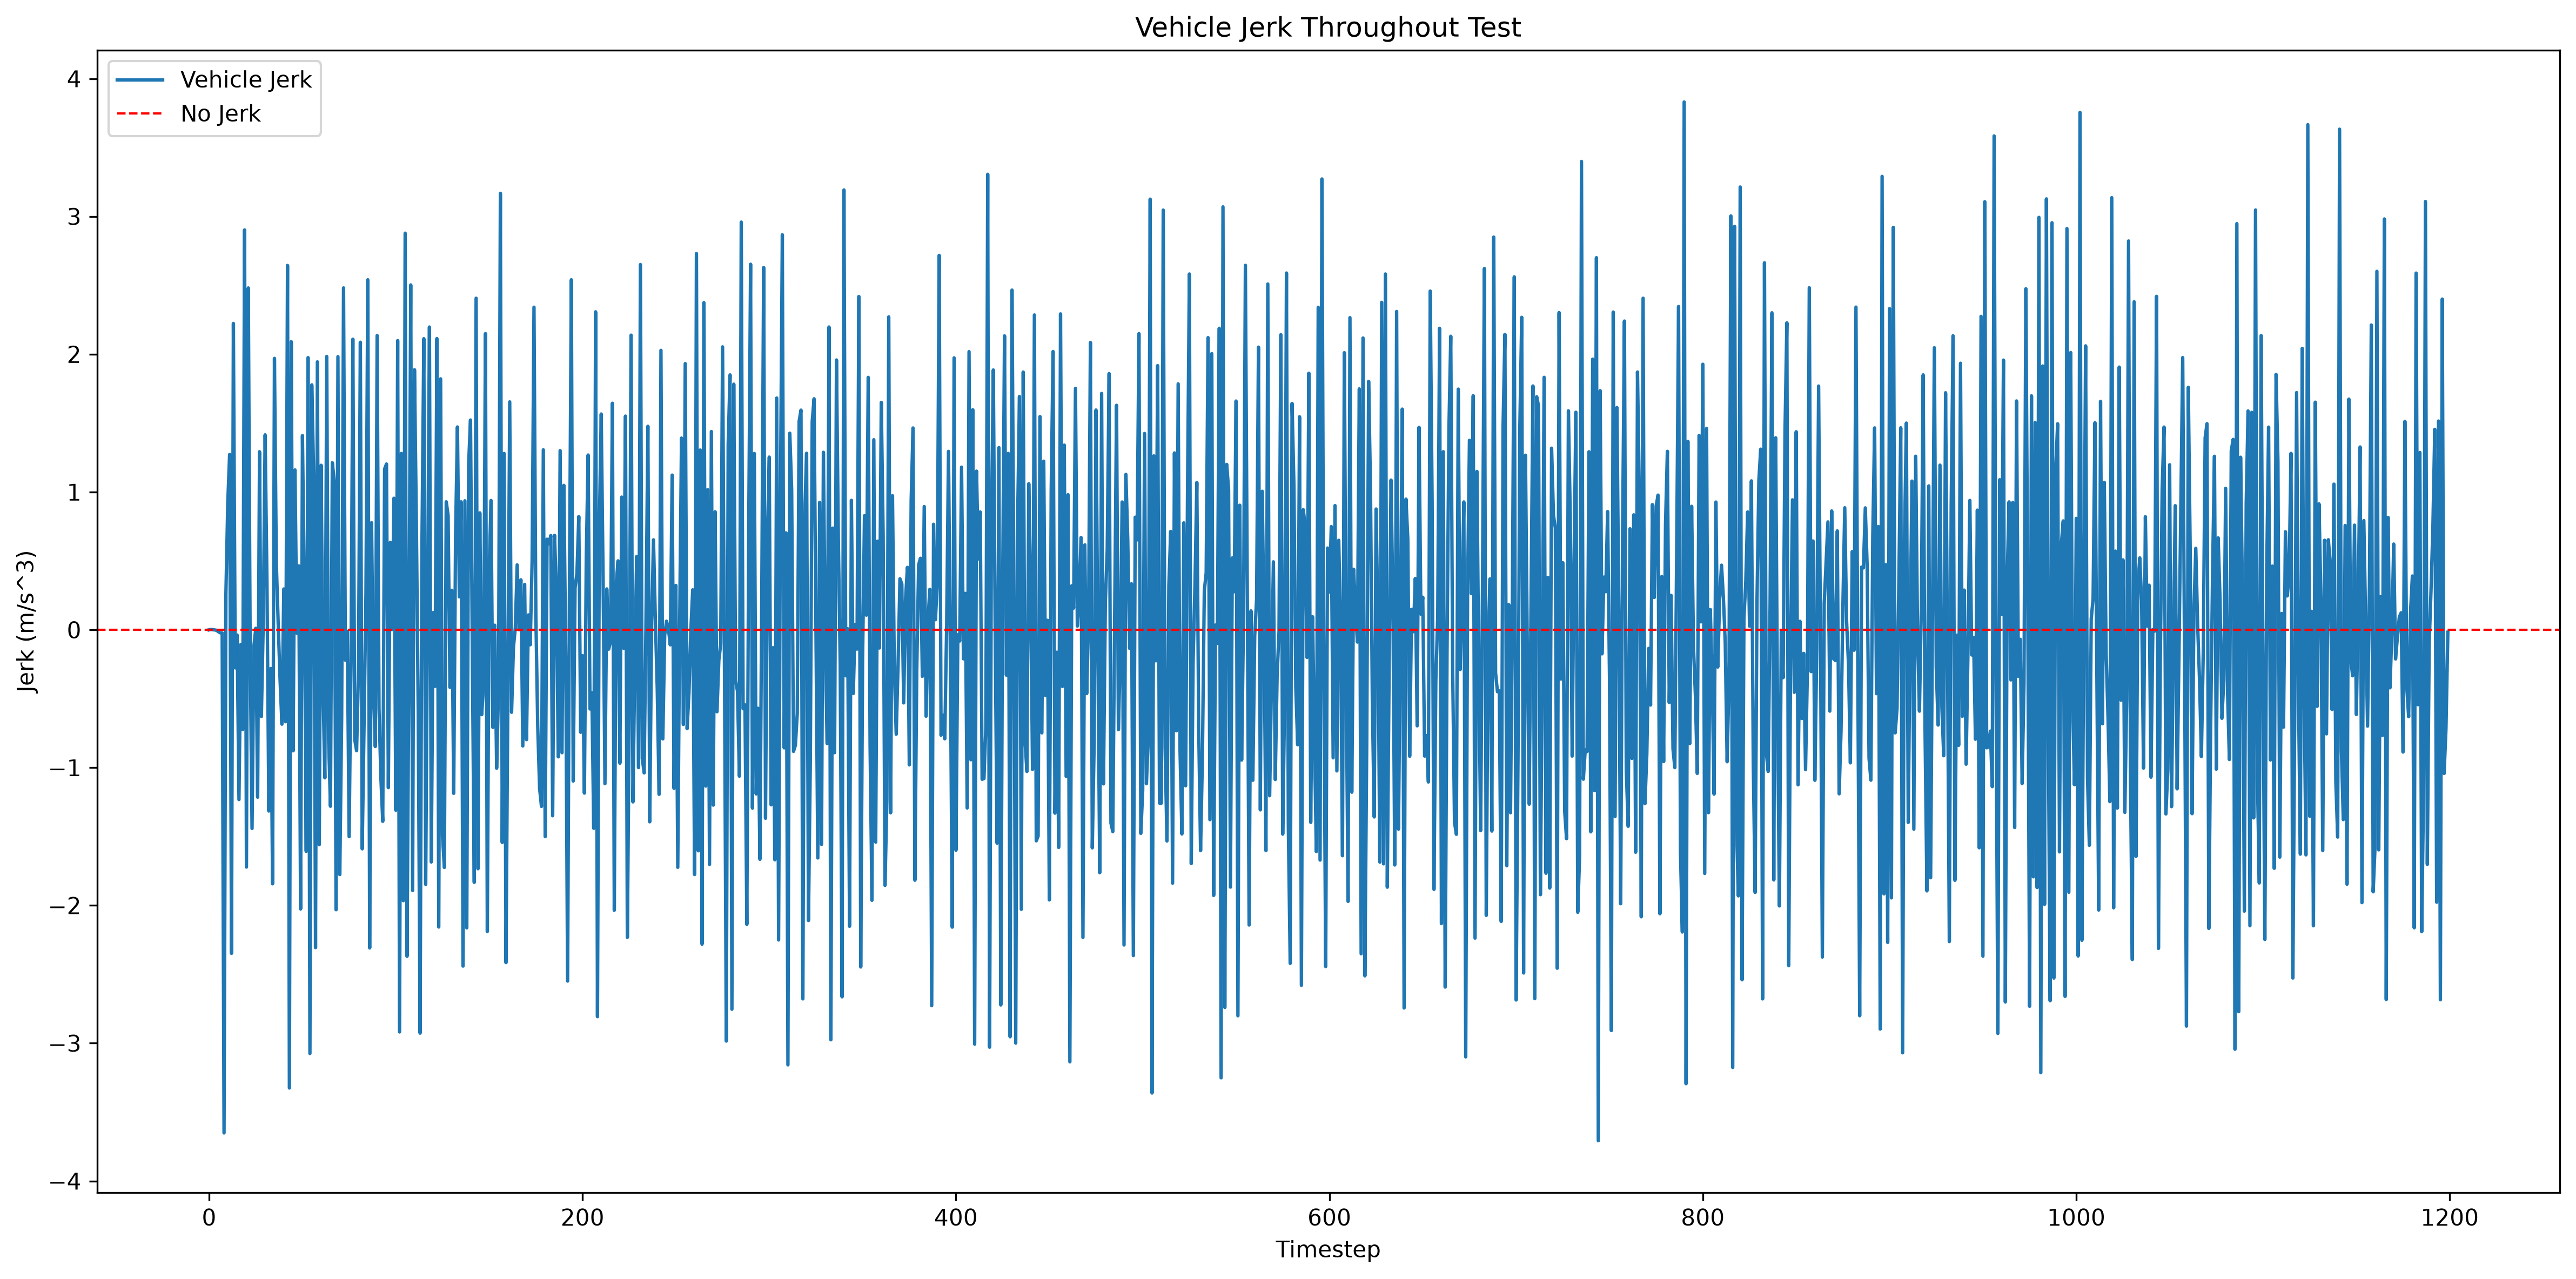 Vehicle Jerk Throughout Test
Vehicle Jerk
No Jerk
4
3
2
1
0
−1
−2
−3
−4
Jerk (m/s^3)
0 200 400 600 800 1000 1200
Timestep